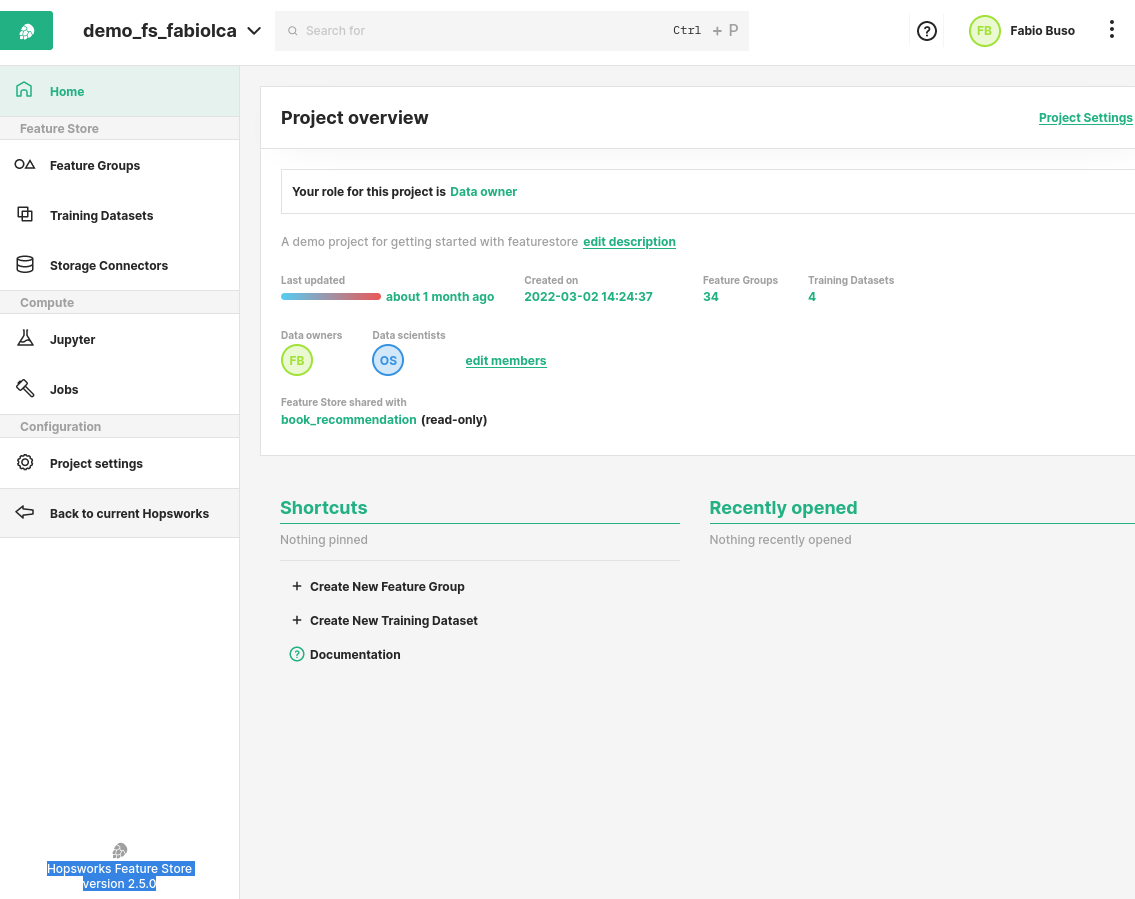 demo_fs_fabiolca
Search for
Ctrl + P
FB
Fabio Buso
Home
Feature Store
Feature Groups
Training Datasets
Storage Connectors
Compute
Jupyter
Jobs
Configuration
Project settings
Back to current Hopsworks
Hopsworks Feature Store
version 2.5.0
Project overview
Project Settings
Your role for this project is Data owner
A demo project for getting started with featurestore edit description
Last updated
about 1 month ago
Created on
2022-03-02 14:24:37
Feature Groups
34
Training Datasets
4
Data owners
FB
Data scientists
OS
edit members
Feature Store shared with
book_recommendation (read-only)
Shortcuts
Nothing pinned
+ Create New Feature Group
+ Create New Training Dataset
? Documentation
Recently opened
Nothing recently opened